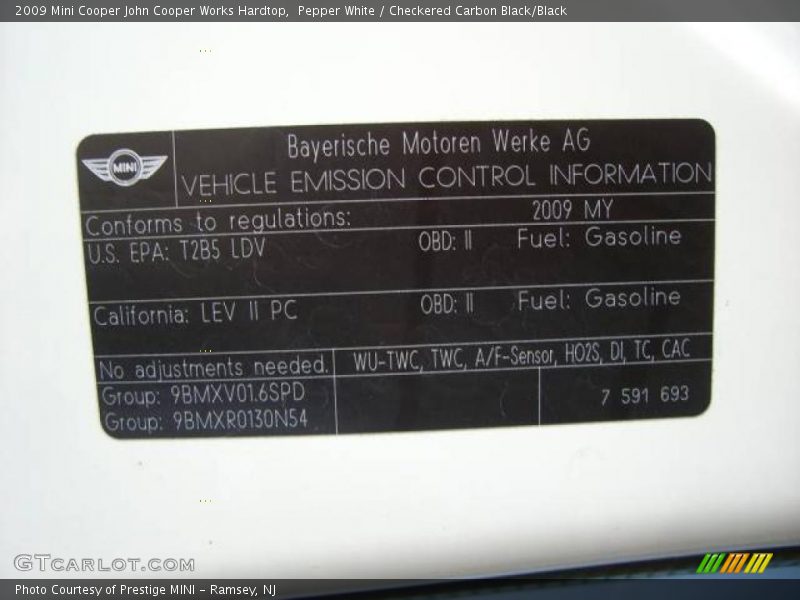 2009 Mini Cooper John Cooper Works Hardtop,  Pepper White / Checkered Carbon Black/Black
MINI
Bayerische Motoren Werke AG
VEHICLE EMISSION CONTROL INFORMATION
Conforms to regulations: 2009 MY
U.S. EPA: T2B5 LDV OBD: II Fuel: Gasoline
California: LEV II PC OBD: II Fuel: Gasoline
No adjustments needed. WU-TWC, TWC, A/F-Sensor, HO2S, DI, TC, CAC
Group: 9BMXV01.6SPD
Group: 9BMXR0130N54
7 591 693
GTCARLOT.COM
Photo Courtesy of Prestige MINI - Ramsey, NJ